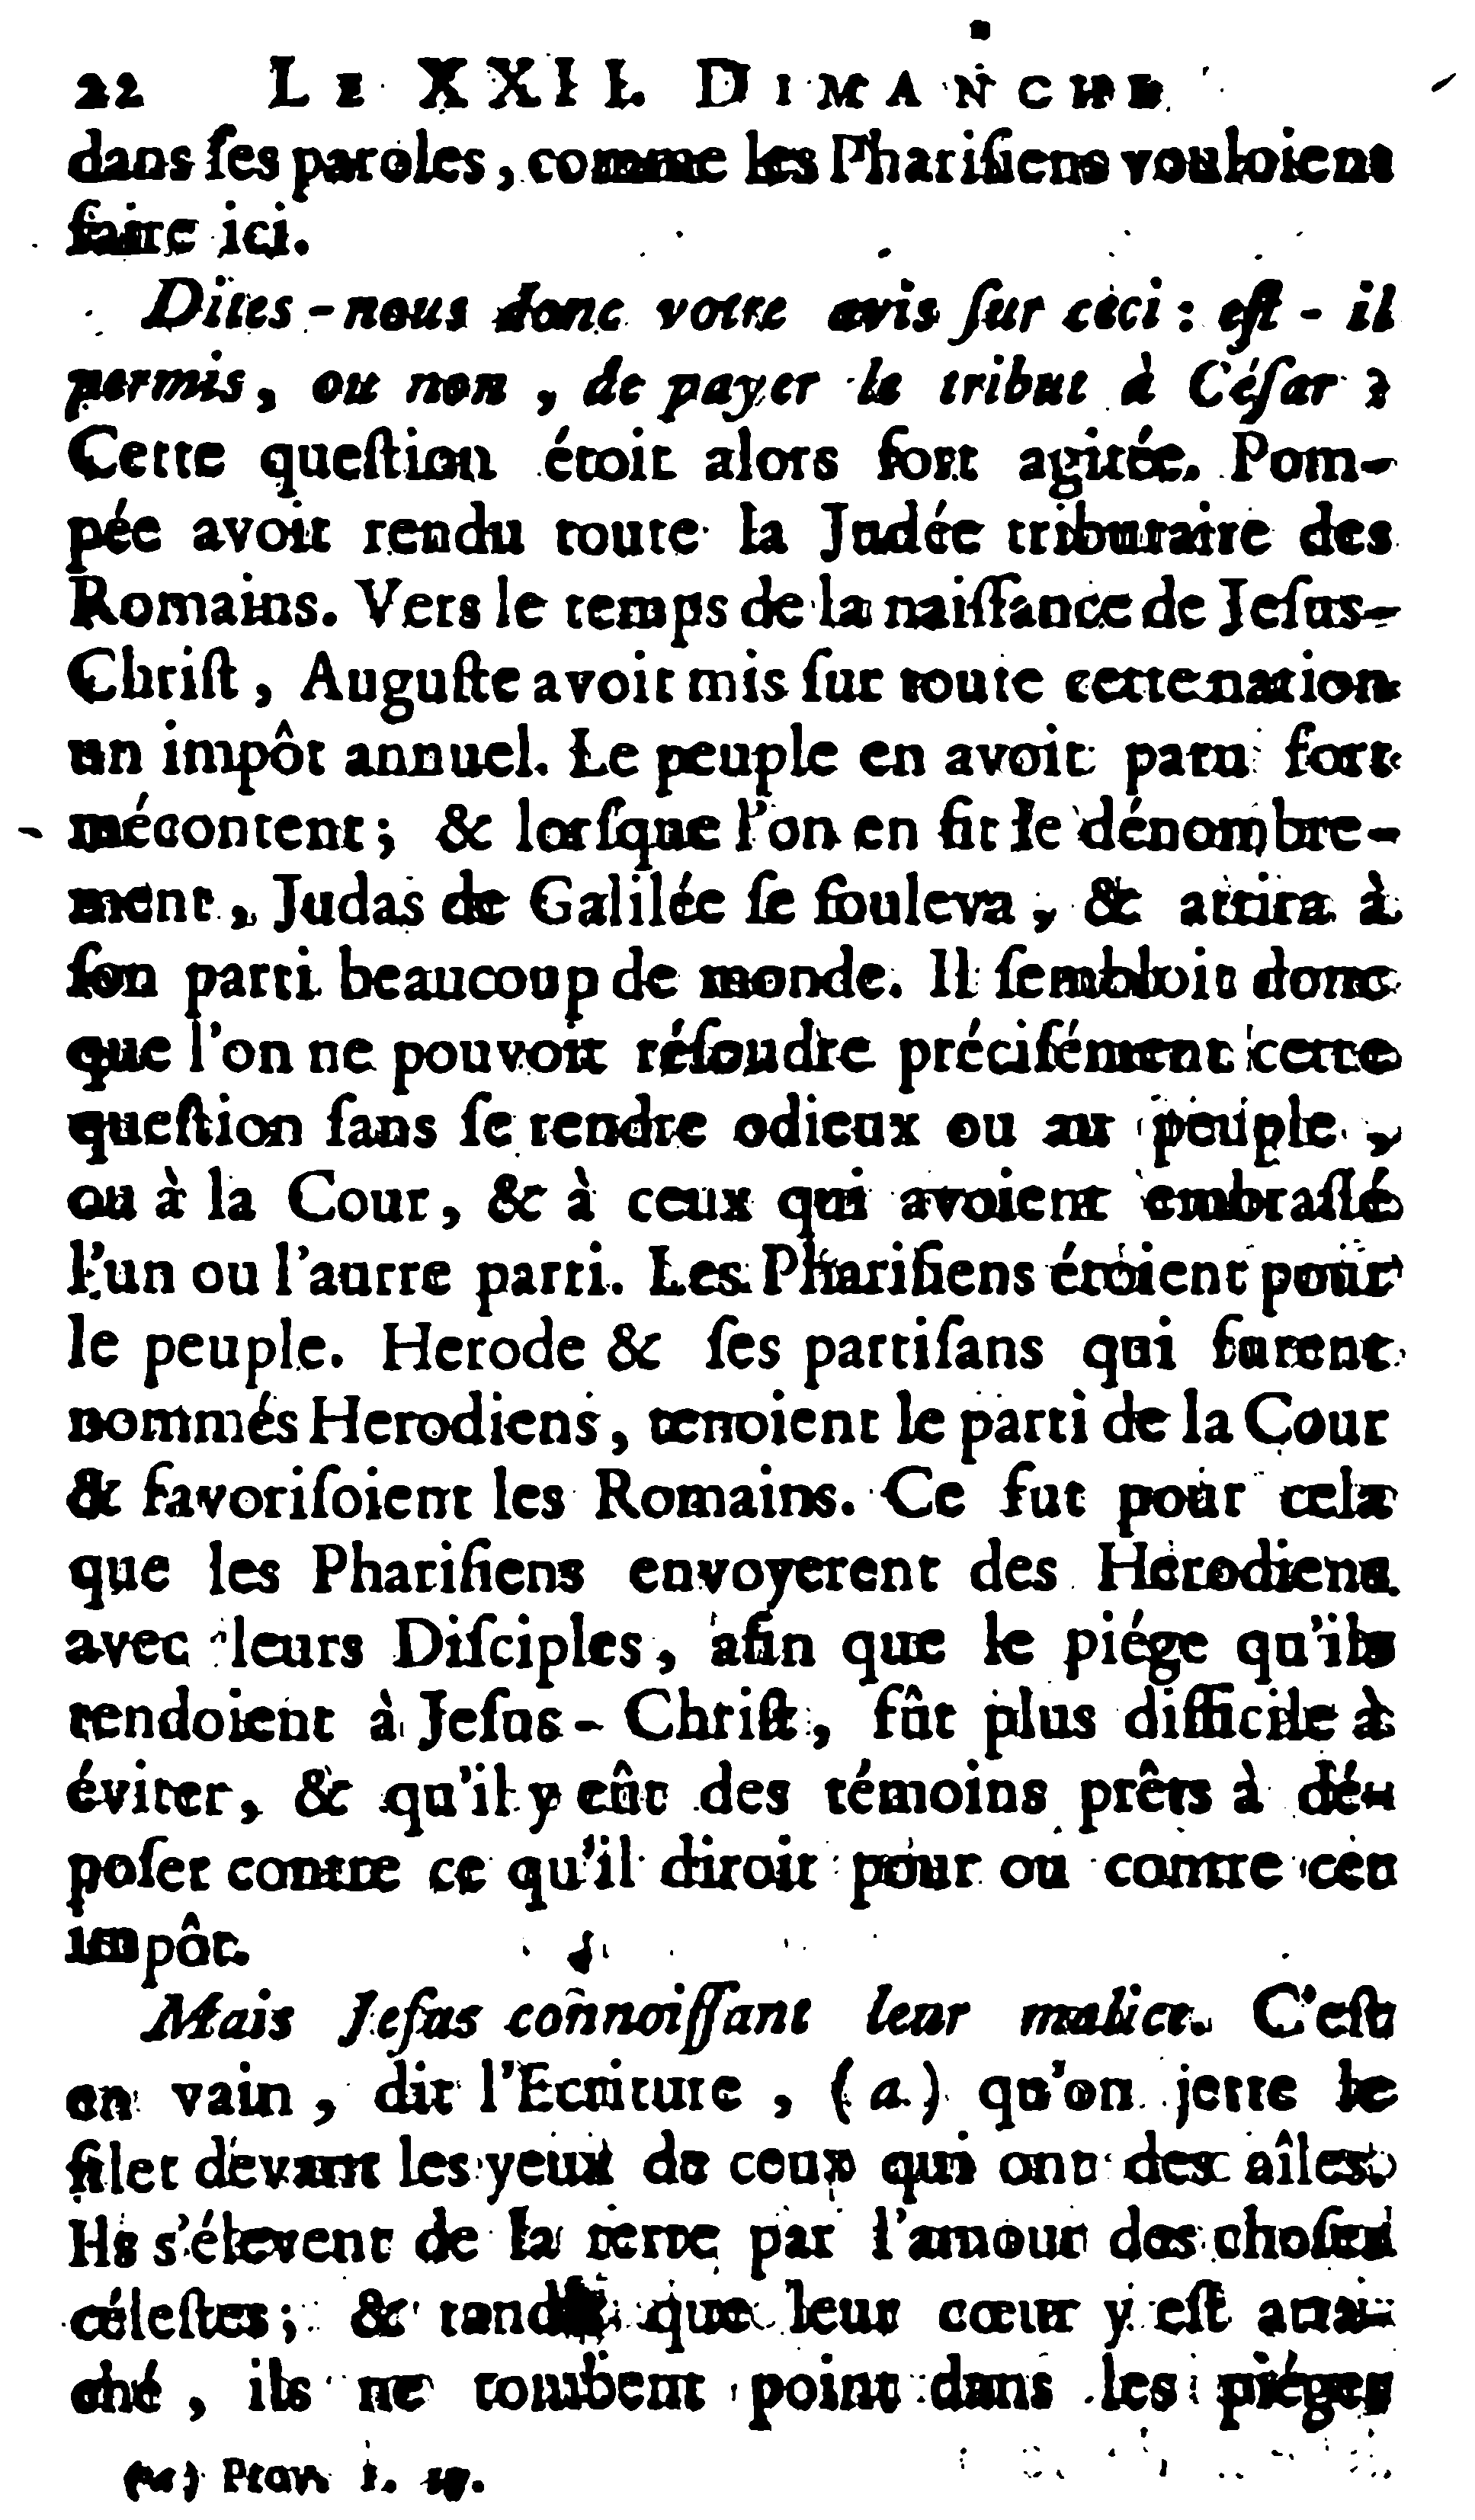 22 LE XXII. DIMANCHE
dans ſes paroles, comme les Phariſiens vouloient
faire ici.
Dites-nous donc votre avis ſur ceci : eſt-il
permis, ou non, de payer le tribut à Céſar ?
Cette queſtion étoit alors fort agitée. Pom-
pée avoit rendu toute la Judée tributaire des
Romains. Vers le temps de la naiſſance de Jeſus-
Chriſt, Auguſte avoit mis ſur toute cette nation
un impôt annuel. Le peuple en avoit paru fort
mécontent ; & lorſque l'on en fit le dénombre-
ment, Judas de Galilée ſe ſouleva, & attira à
ſon parti beaucoup de monde. Il ſembloit donc
que l'on ne pouvoit réſoudre préciſément cette
queſtion ſans ſe rendre odieux ou au peuple,
ou à la Cour, & à ceux qui avoient embraſſé
l'un ou l'autre parti. Les Phariſiens étoient pour
le peuple. Herode & ſes partiſans qui furent
nommés Herodiens, tenoient le parti de la Cour
& favoriſoient les Romains. Ce fut pour cela
que les Phariſiens envoyerent des Herodiens
avec leurs Diſciples, afin que le piége qu'ils
tendoient à Jeſus-Chriſt, fût plus difficile à
éviter, & qu'il y eût des témoins prêts à dé-
poſer contre ce qu'il diroit pour ou contre cet
impôt.
Mais Jeſus connoiſſant leur malice. C'eſt
en vain, dit l'Ecriture, (a) qu'on jette le
filet devant les yeux de ceux qui ont des aîles.
Ils s'élevent de la terre par l'amour des choſes
céleſtes ; & tandis que leur cœur y eſt atta-
ché, ils ne tombent point dans les piéges
(a) Prov. 1. 17.